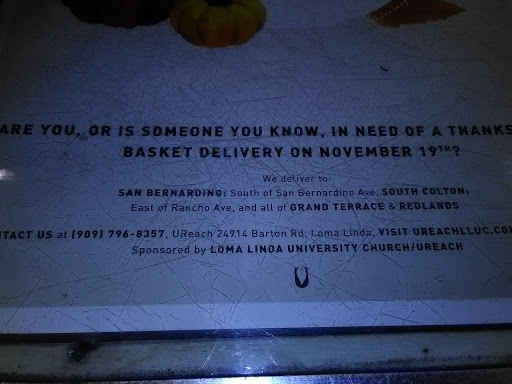 ARE YOU, OR IS SOMEONE YOU KNOW, IN NEED OF A THANKS
BASKET DELIVERY ON NOVEMBER 19TH?
We deliver to:
SAN BERNARDINO: South of San Bernardino Ave, SOUTH COLTON:
East of Rancho Ave, and all of GRAND TERRACE & REDLANDS
NTACT US at (909) 796-8357, UReach 24914 Barton Rd, Loma Linda, VISIT UREACHLLUC.CO
Sponsored by LOMA LINDA UNIVERSITY CHURCH/UREACH